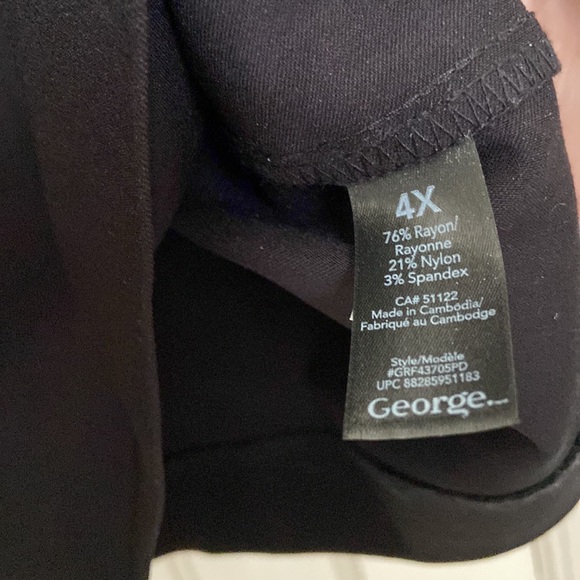 4X
76% Rayon/
Rayonne
21% Nylon
3% Spandex
CA# 51122
Made in Cambodia/
Fabriqué au Cambodge
Style/Modèle
#GRF43705PD
UPC 88285951183
George